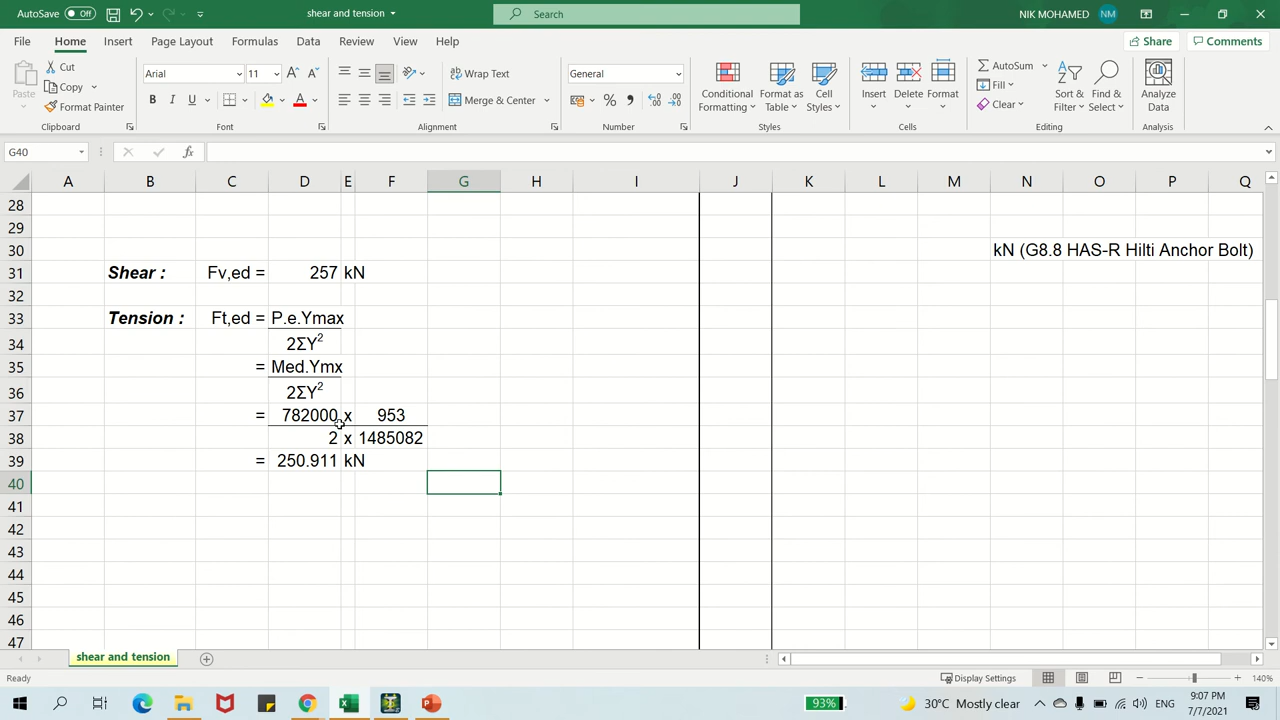 AutoSave Off shear and tension Search NIK MOHAMED NM
File Home Insert Page Layout Formulas Data Review View Help Share Comments
Paste Cut Copy Format Painter
Arial 11 General
Wrap Text
Merge & Center
Conditional Formatting Format as Table Cell Styles Insert Delete Format
AutoSum Fill Clear Sort & Filter Find & Select Analyze Data
Clipboard Font Alignment Number Styles Cells Editing Analysis
G40 fx
A B C D E F G H I J K L M N O P Q
28
29
30 kN (G8.8 HAS-R Hilti Anchor Bolt)
31 Shear : Fv,ed = 257 kN
32
33 Tension : Ft,ed = P.e.Ymax
34 2ΣY²
35 = Med.Ymx
36 2ΣY²
37 = 782000 x 953
38 2 x 1485082
39 = 250.911 kN
40
41
42
43
44
45
46
47
shear and tension
Ready Display Settings 140%
93% 30°C Mostly clear ENG 9:07 PM
7/7/2021